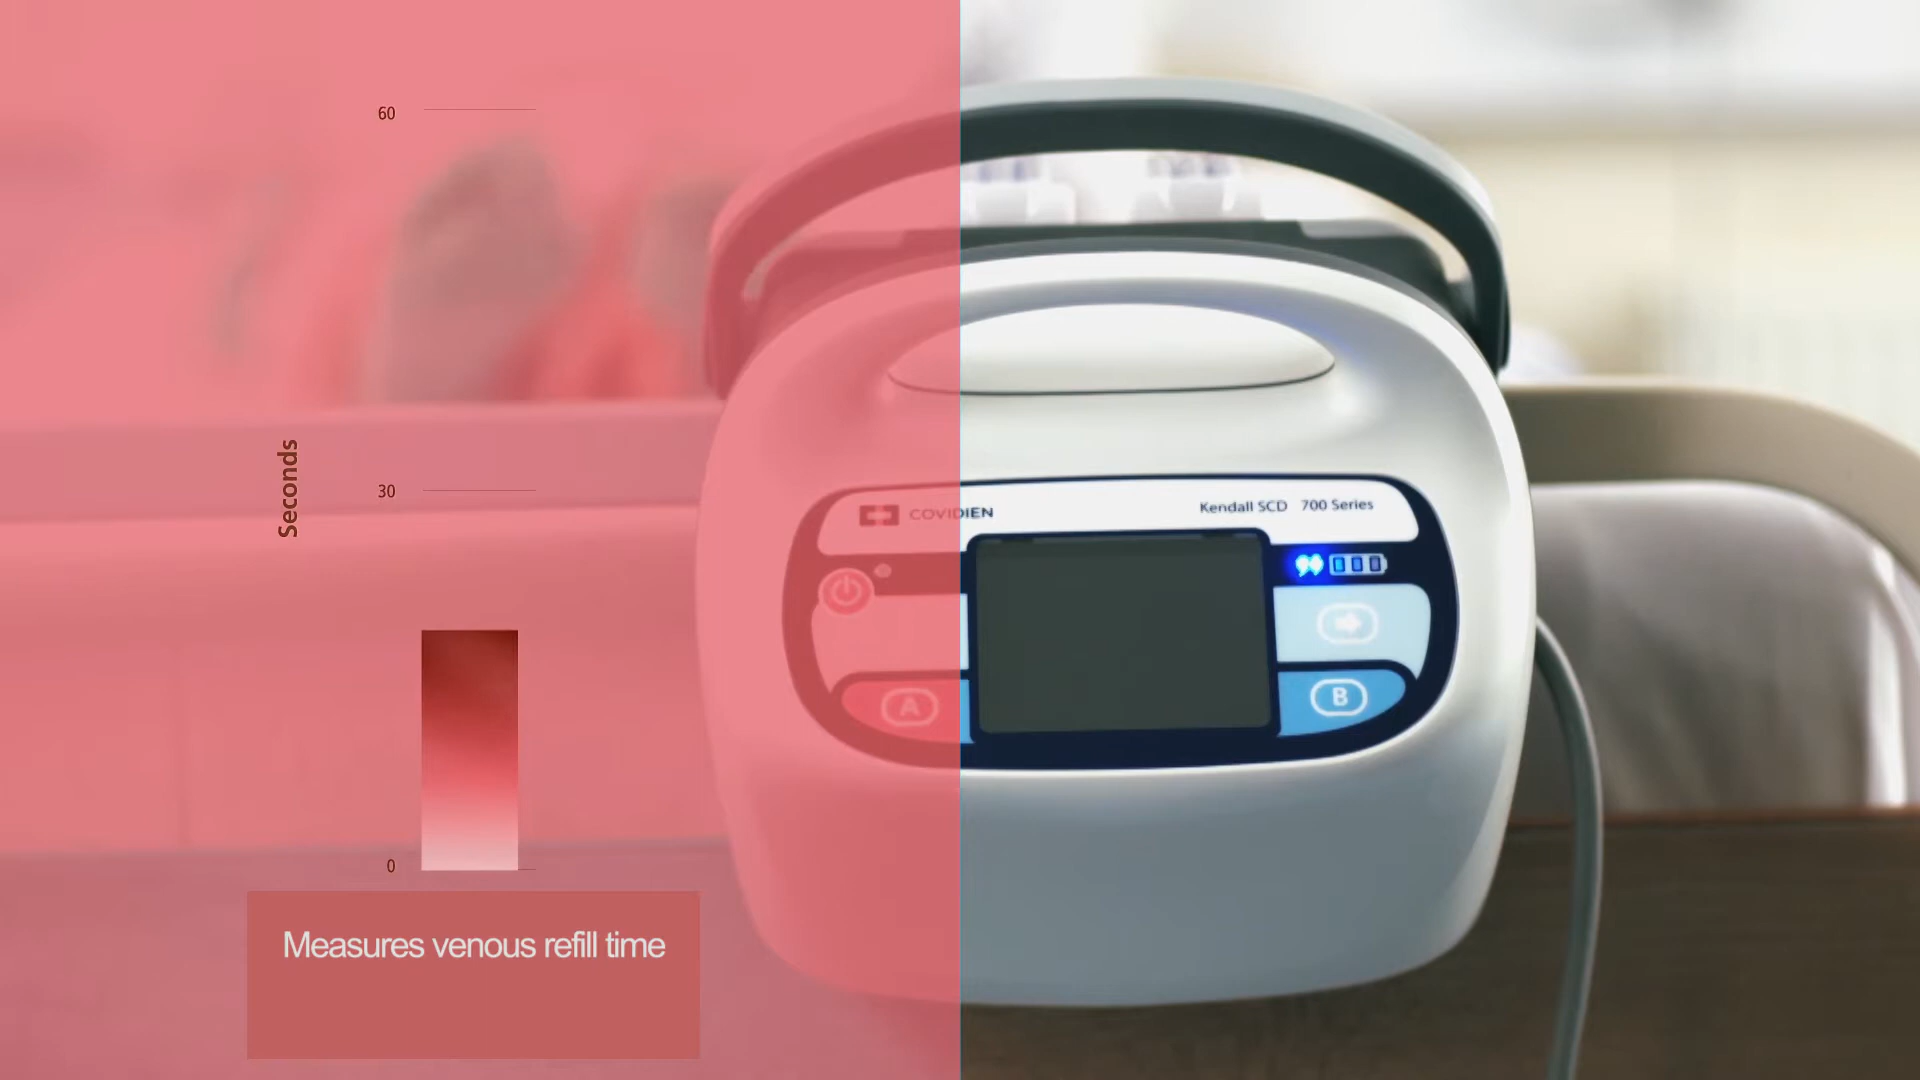 60
Seconds
30
0
Measures venous refill time
COVIDIEN
Kendall SCD 700 Series
A
B